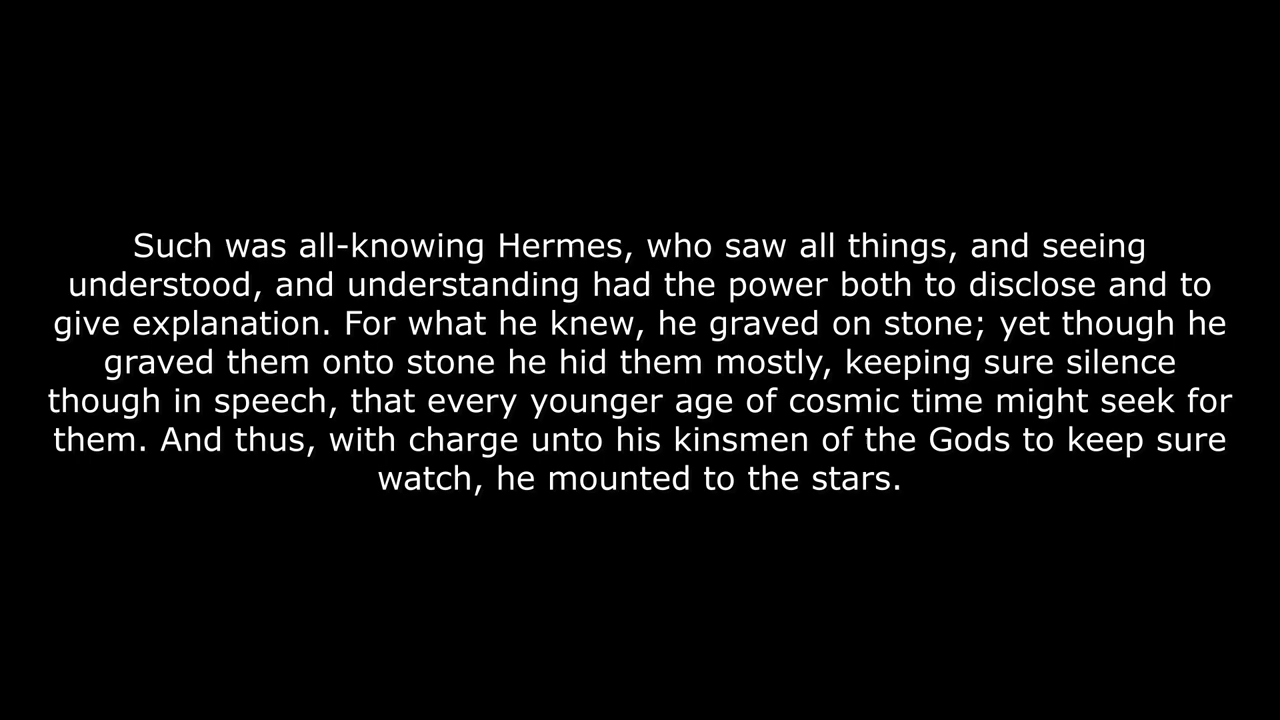 Such was all-knowing Hermes, who saw all things, and seeing
understood, and understanding had the power both to disclose and to
give explanation. For what he knew, he graved on stone; yet though he
graved them onto stone he hid them mostly, keeping sure silence
though in speech, that every younger age of cosmic time might seek for
them. And thus, with charge unto his kinsmen of the Gods to keep sure
watch, he mounted to the stars.